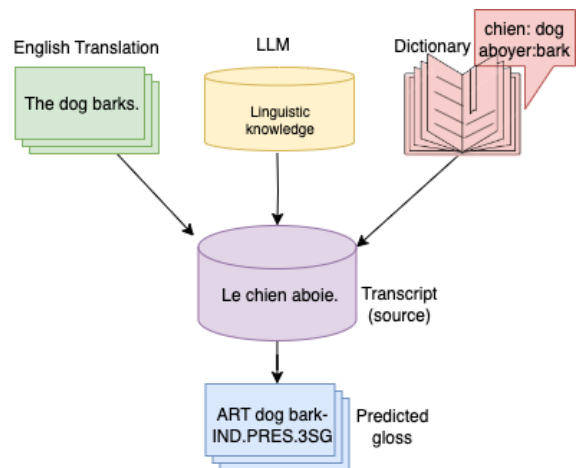 English Translation
LLM
Dictionary
chien: dog
aboyer:bark
The dog barks.
Linguistic
knowledge
Le chien aboie.
Transcript
(source)
ART dog bark-
IND.PRES.3SG
Predicted
gloss